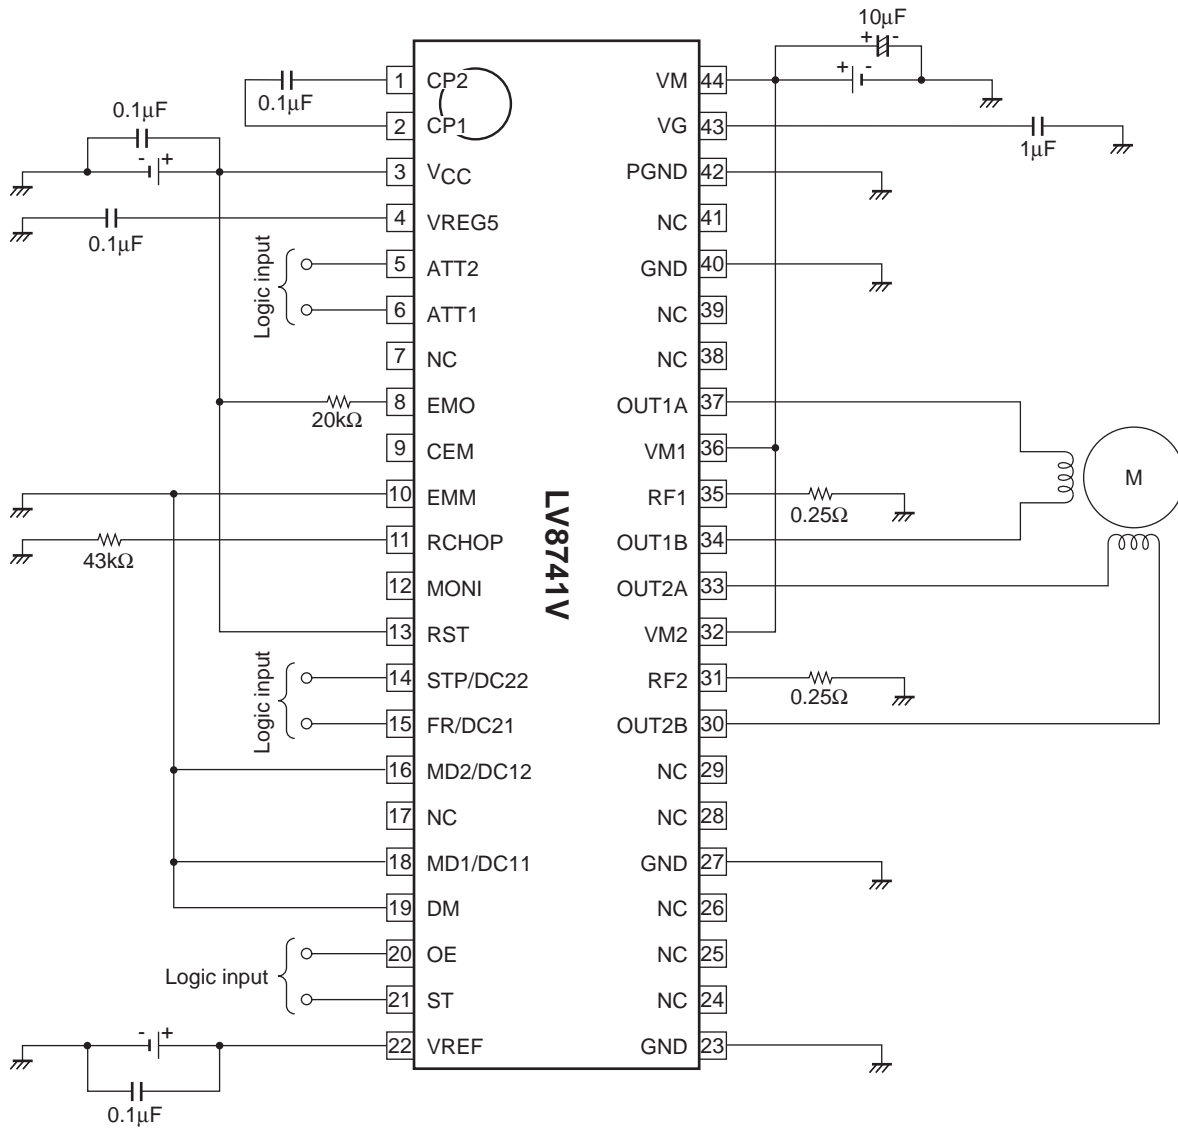 10μF
+ -
+ -
1 CP2 VM 44
0.1μF
0.1μF
2 CP1 VG 43
1μF
- +
3 VCC PGND 42
4 VREG5 NC 41
0.1μF
Logic input
5 ATT2 GND 40
6 ATT1 NC 39
7 NC NC 38
8 EMO OUT1A 37
20kΩ
9 CEM VM1 36
M
10 EMM RF1 35
0.25Ω
LV8741V
11 RCHOP OUT1B 34
43kΩ
12 MONI OUT2A 33
13 RST VM2 32
Logic input
14 STP/DC22 RF2 31
0.25Ω
15 FR/DC21 OUT2B 30
16 MD2/DC12 NC 29
17 NC NC 28
18 MD1/DC11 GND 27
19 DM NC 26
20 OE NC 25
Logic input
21 ST NC 24
- +
22 VREF GND 23
0.1μF